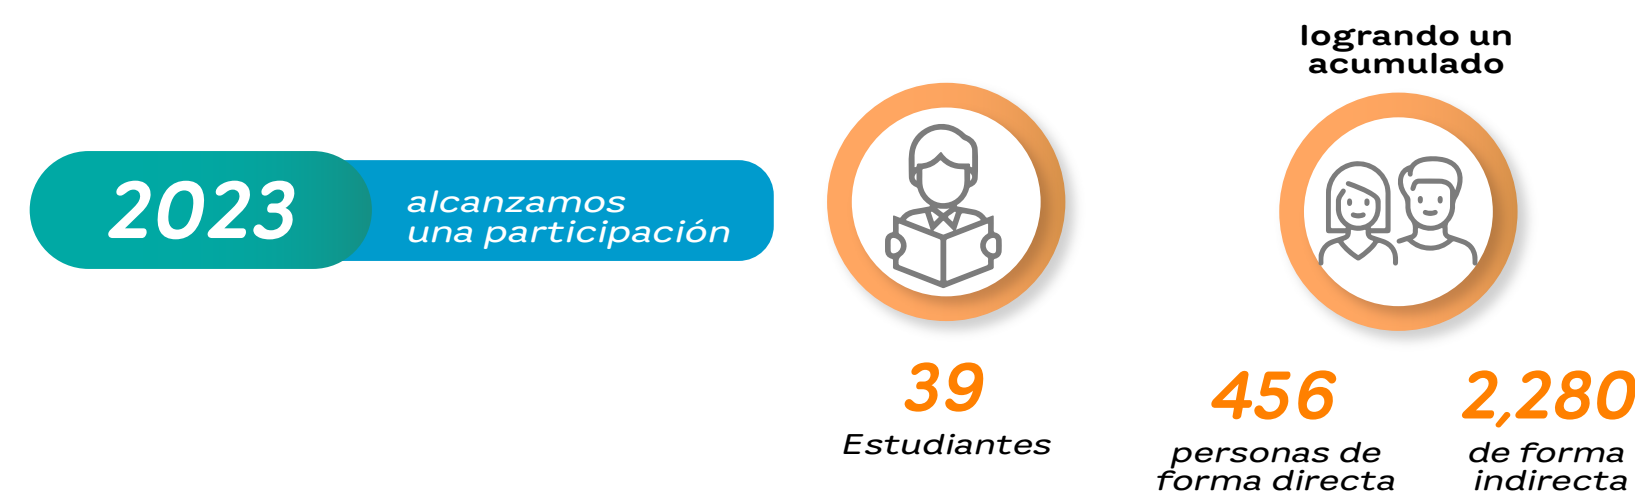 2023
alcanzamos
una participación
39
Estudiantes
logrando un
acumulado
456
personas de
forma directa
2,280
de forma
indirecta